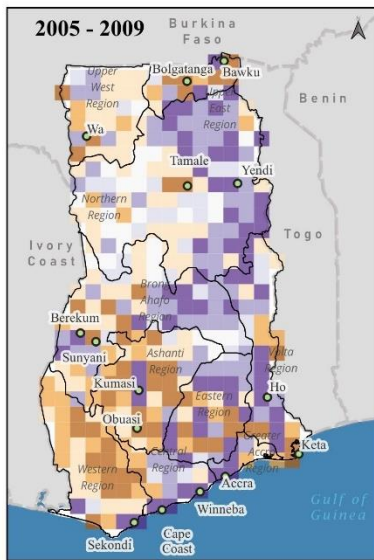 2005 - 2009
Burkina
Faso
Bolgatanga
Bawku
Upper
West
Region
Upper
East
Region
Benin
Wa
Tamale
Yendi
Northern
Region
Togo
Ivory
Coast
Brong
Ahafo
Region
Berekum
Sunyani
Ashanti
Region
Volta
Region
Kumasi
Eastern
Region
Ho
Obuasi
Greater
Accra
Region
Keta
Central
Region
Western
Region
Accra
Winneba
Gulf of
Guinea
Sekondi
Cape
Coast